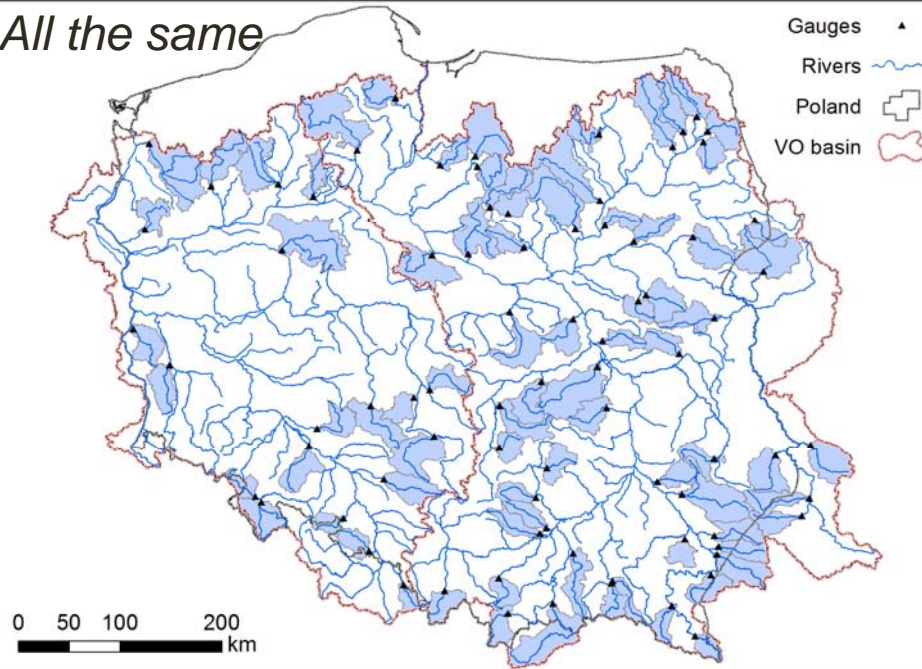 All the same
Gauges
Rivers
Poland
VO basin
0 50 100 200
km